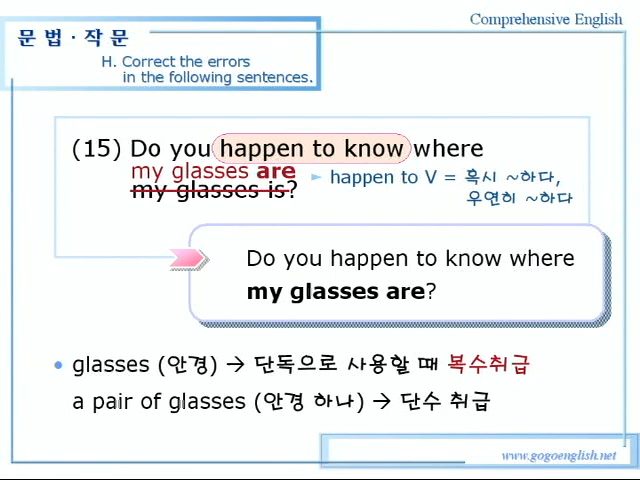 Comprehensive English
문법·작문
H. Correct the errors
in the following sentences.
(15) Do you happen to know where
my glasses are
my glasses is?
► happen to V = 혹시 ~하다,
우연히 ~하다
Do you happen to know where
my glasses are?
• glasses (안경) → 단독으로 사용할 때 복수취급
a pair of glasses (안경 하나) → 단수 취급
www.gogoenglish.net